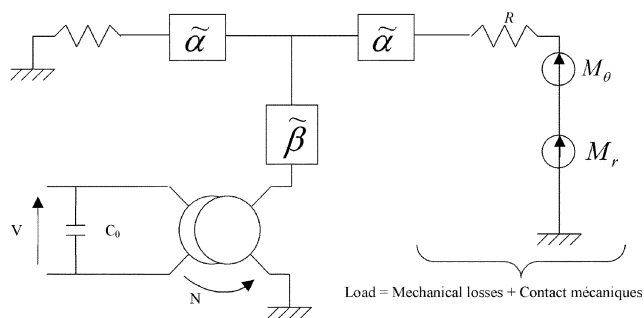 α̃
α̃
R
M_θ
β̃
M_r
V
C₀
N
Load = Mechanical losses + Contact mécaniques